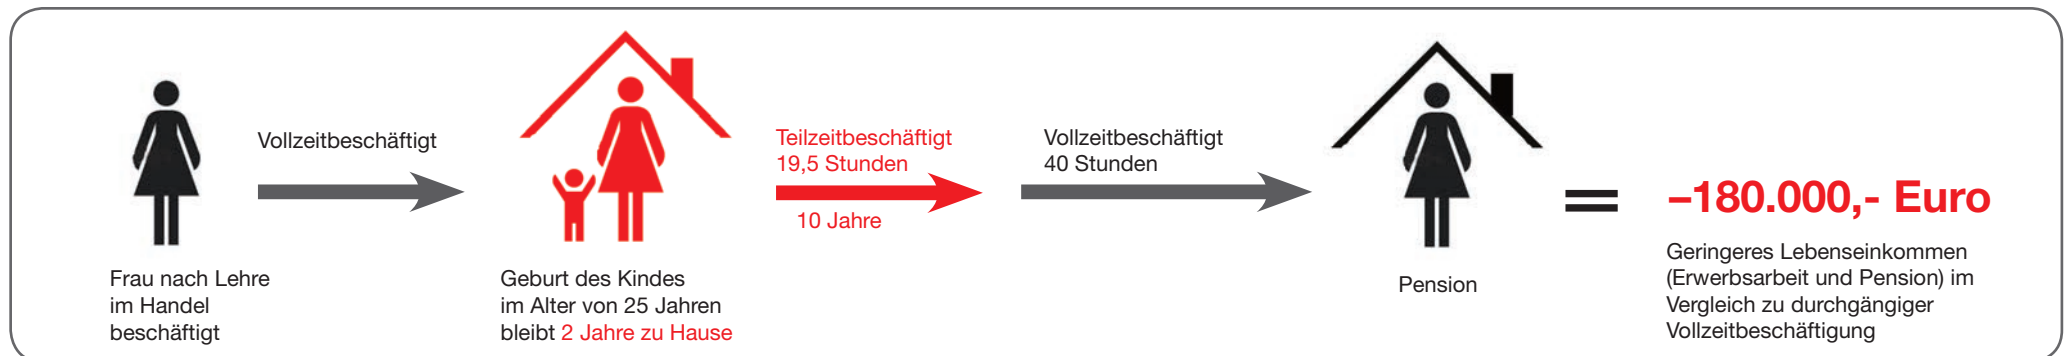 Frau nach Lehre
im Handel
beschäftigt
Vollzeitbeschäftigt
Geburt des Kindes
im Alter von 25 Jahren
bleibt 2 Jahre zu Hause
Teilzeitbeschäftigt
19,5 Stunden
10 Jahre
Vollzeitbeschäftigt
40 Stunden
Pension
=
–180.000,- Euro
Geringeres Lebenseinkommen
(Erwerbsarbeit und Pension) im
Vergleich zu durchgängiger
Vollzeitbeschäftigung